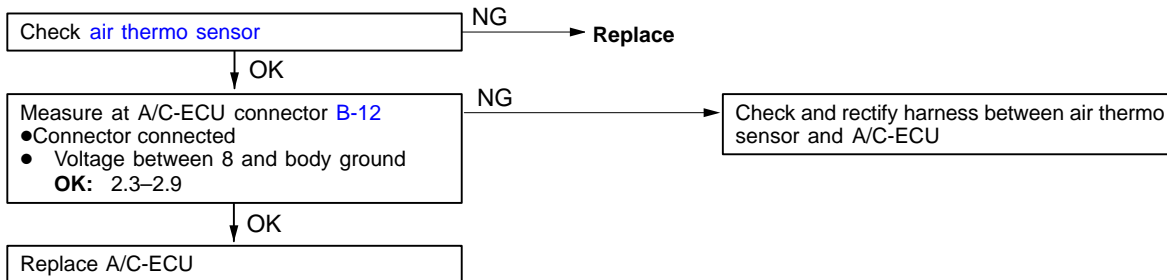 Check air thermo sensor
NG
Replace
OK
Measure at A/C-ECU connector B-12
●Connector connected
● Voltage between 8 and body ground
OK: 2.3–2.9
NG
Check and rectify harness between air thermo
sensor and A/C-ECU
OK
Replace A/C-ECU